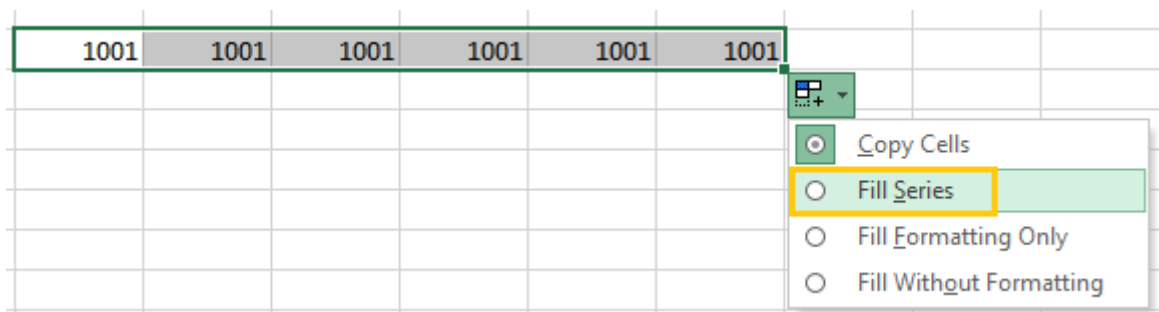 1001 1001 1001 1001 1001 1001
Copy Cells
Fill Series
Fill Formatting Only
Fill Without Formatting